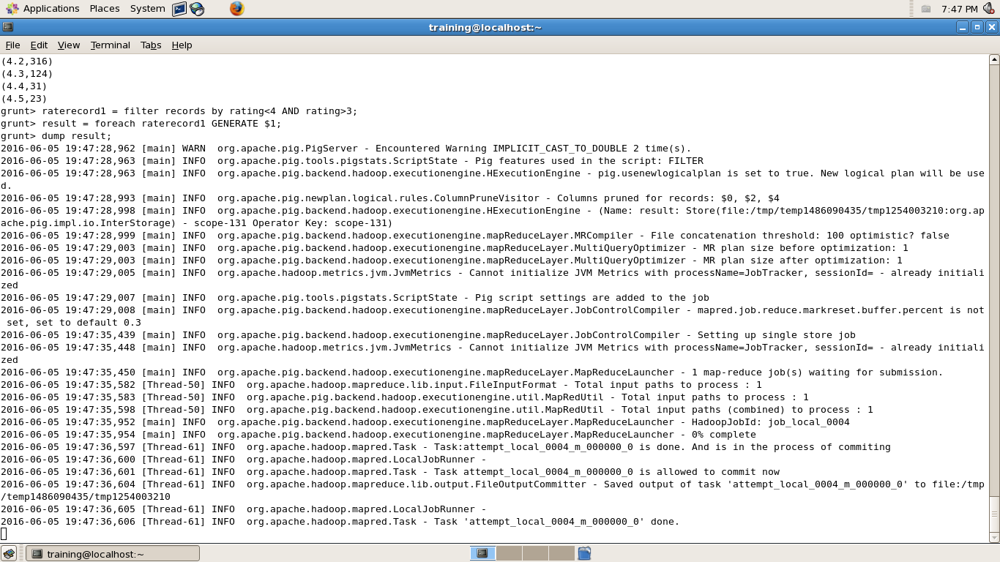 Applications Places System 7:47 PM
training@localhost:~
File Edit View Terminal Tabs Help
(4.2,316)
(4.3,124)
(4.4,31)
(4.5,23)
grunt> raterecord1 = filter records by rating<4 AND rating>3;
grunt> result = foreach raterecord1 GENERATE $1;
grunt> dump result;
2016-06-05 19:47:28,962 [main] WARN  org.apache.pig.PigServer - Encountered Warning IMPLICIT_CAST_TO_DOUBLE 2 time(s).
2016-06-05 19:47:28,963 [main] INFO  org.apache.pig.tools.pigstats.ScriptState - Pig features used in the script: FILTER
2016-06-05 19:47:28,963 [main] INFO  org.apache.pig.backend.hadoop.executionengine.HExecutionEngine - pig.usenewlogicalplan is set to true. New logical plan will be use
d.
2016-06-05 19:47:28,993 [main] INFO  org.apache.pig.newplan.logical.rules.ColumnPruneVisitor - Columns pruned for records: $0, $2, $4
2016-06-05 19:47:28,998 [main] INFO  org.apache.pig.backend.hadoop.executionengine.HExecutionEngine - (Name: result: Store(file:/tmp/temp1486090435/tmp1254003210:org.ap
ache.pig.impl.io.InterStorage) - scope-131 Operator Key: scope-131)
2016-06-05 19:47:28,999 [main] INFO  org.apache.pig.backend.hadoop.executionengine.mapReduceLayer.MRCompiler - File concatenation threshold: 100 optimistic? false
2016-06-05 19:47:29,003 [main] INFO  org.apache.pig.backend.hadoop.executionengine.mapReduceLayer.MultiQueryOptimizer - MR plan size before optimization: 1
2016-06-05 19:47:29,003 [main] INFO  org.apache.pig.backend.hadoop.executionengine.mapReduceLayer.MultiQueryOptimizer - MR plan size after optimization: 1
2016-06-05 19:47:29,005 [main] INFO  org.apache.hadoop.metrics.jvm.JvmMetrics - Cannot initialize JVM Metrics with processName=JobTracker, sessionId= - already initiali
zed
2016-06-05 19:47:29,007 [main] INFO  org.apache.pig.tools.pigstats.ScriptState - Pig script settings are added to the job
2016-06-05 19:47:29,008 [main] INFO  org.apache.pig.backend.hadoop.executionengine.mapReduceLayer.JobControlCompiler - mapred.job.reduce.markreset.buffer.percent is not
 set, set to default 0.3
2016-06-05 19:47:35,439 [main] INFO  org.apache.pig.backend.hadoop.executionengine.mapReduceLayer.JobControlCompiler - Setting up single store job
2016-06-05 19:47:35,448 [main] INFO  org.apache.hadoop.metrics.jvm.JvmMetrics - Cannot initialize JVM Metrics with processName=JobTracker, sessionId= - already initiali
zed
2016-06-05 19:47:35,450 [main] INFO  org.apache.pig.backend.hadoop.executionengine.mapReduceLayer.MapReduceLauncher - 1 map-reduce job(s) waiting for submission.
2016-06-05 19:47:35,582 [Thread-50] INFO  org.apache.hadoop.mapreduce.lib.input.FileInputFormat - Total input paths to process : 1
2016-06-05 19:47:35,583 [Thread-50] INFO  org.apache.pig.backend.hadoop.executionengine.util.MapRedUtil - Total input paths to process : 1
2016-06-05 19:47:35,598 [Thread-50] INFO  org.apache.pig.backend.hadoop.executionengine.util.MapRedUtil - Total input paths (combined) to process : 1
2016-06-05 19:47:35,952 [main] INFO  org.apache.pig.backend.hadoop.executionengine.mapReduceLayer.MapReduceLauncher - HadoopJobId: job_local_0004
2016-06-05 19:47:35,954 [main] INFO  org.apache.pig.backend.hadoop.executionengine.mapReduceLayer.MapReduceLauncher - 0% complete
2016-06-05 19:47:36,597 [Thread-61] INFO  org.apache.hadoop.mapred.Task - Task:attempt_local_0004_m_000000_0 is done. And is in the process of commiting
2016-06-05 19:47:36,600 [Thread-61] INFO  org.apache.hadoop.mapred.LocalJobRunner -
2016-06-05 19:47:36,601 [Thread-61] INFO  org.apache.hadoop.mapred.Task - Task attempt_local_0004_m_000000_0 is allowed to commit now
2016-06-05 19:47:36,604 [Thread-61] INFO  org.apache.hadoop.mapreduce.lib.output.FileOutputCommitter - Saved output of task 'attempt_local_0004_m_000000_0' to file:/tmp
/temp1486090435/tmp1254003210
2016-06-05 19:47:36,605 [Thread-61] INFO  org.apache.hadoop.mapred.LocalJobRunner -
2016-06-05 19:47:36,606 [Thread-61] INFO  org.apache.hadoop.mapred.Task - Task 'attempt_local_0004_m_000000_0' done.
training@localhost:~